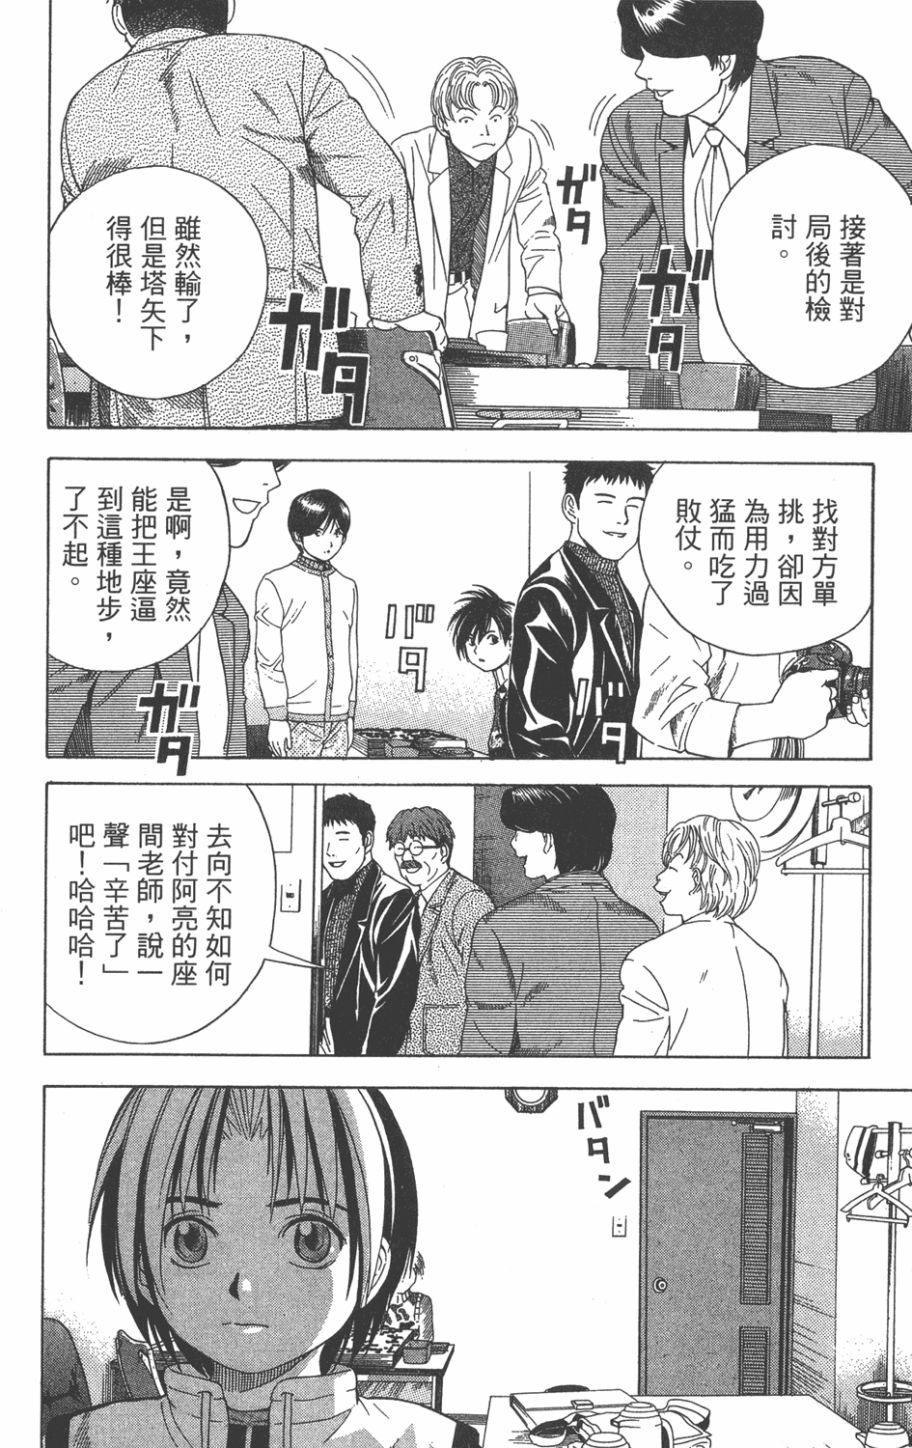 接著是對
局後的檢
討。
ガタ
ガタ
ガタ
雖然輸了，
但是塔矢下
得很棒！
找對方單
挑，卻因
為用力過
猛而吃了
敗仗。
バタ
バタ
是啊，竟然
能把王座逼
到這種地步，
了不起。
ガタ
去向不知如何
對付阿亮的座
間老師，說一
聲「辛苦了」
吧！哈哈哈！
バタン